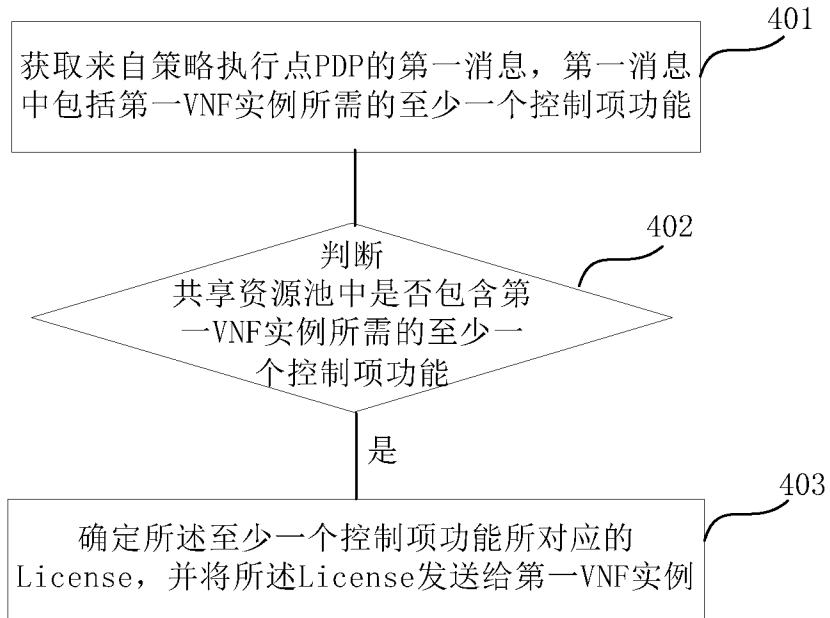 401
获取来自策略执行点PDP的第一消息，第一消息
中包括第一VNF实例所需的至少一个控制项功能
402
判断
共享资源池中是否包含第
一VNF实例所需的至少一
个控制项功能
是
403
确定所述至少一个控制项功能所对应的
License，并将所述License发送给第一VNF实例